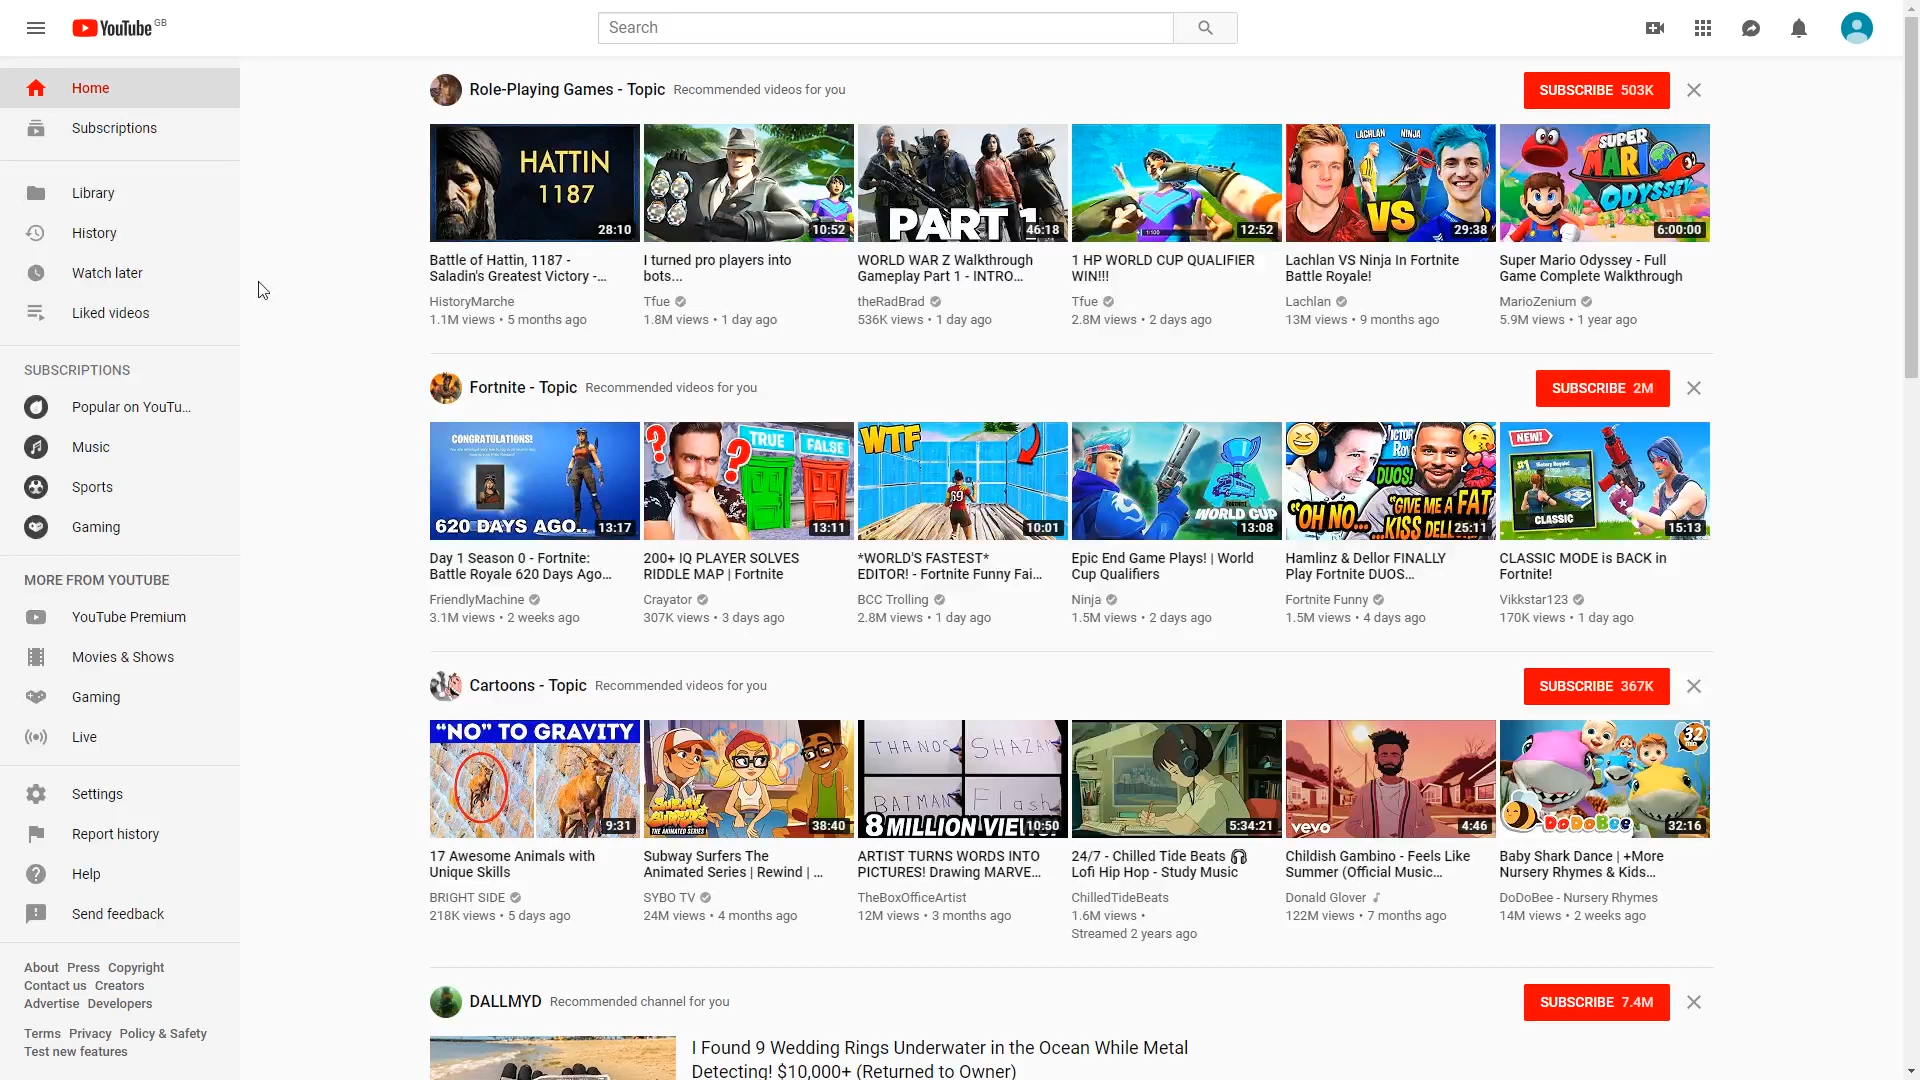 YouTube GB
Search
Home
Subscriptions
Library
History
Watch later
Liked videos
SUBSCRIPTIONS
Popular on YouTu...
Music
Sports
Gaming
MORE FROM YOUTUBE
YouTube Premium
Movies & Shows
Gaming
Live
Settings
Report history
Help
Send feedback
About Press Copyright
Contact us Creators
Advertise Developers
Terms Privacy Policy & Safety
Test new features
Role-Playing Games - Topic Recommended videos for you
SUBSCRIBE 503K
HATTIN
1187
28:10
10:52
PART 1
46:18
1/100
12:52
LACHLAN NINJA
VS
29:38
SUPER
MARIO
ODYSSEY
6:00:00
Battle of Hattin, 1187 -
Saladin's Greatest Victory -...
HistoryMarche
1.1M views • 5 months ago
I turned pro players into
bots...
Tfue
1.8M views • 1 day ago
WORLD WAR Z Walkthrough
Gameplay Part 1 - INTRO...
theRadBrad
536K views • 1 day ago
1 HP WORLD CUP QUALIFIER
WIN!!!
Tfue
2.8M views • 2 days ago
Lachlan VS Ninja In Fortnite
Battle Royale!
Lachlan
13M views • 9 months ago
Super Mario Odyssey - Full
Game Complete Walkthrough
MarioZenium
5.9M views • 1 year ago
Fortnite - Topic Recommended videos for you
SUBSCRIBE 2M
CONGRATULATIONS!
620 DAYS AGO..
13:17
? ?
TRUE FALSE
13:11
WTF
69
10:01
WORLD CUP
13:08
DUOS!
"OH NO...
"GIVE ME A FAT
KISS DELL
25:11
NEW!
#1 Victory Royale!
CLASSIC
15:13
Day 1 Season 0 - Fortnite:
Battle Royale 620 Days Ago...
FriendlyMachine
3.1M views • 2 weeks ago
200+ IQ PLAYER SOLVES
RIDDLE MAP | Fortnite
Crayator
307K views • 3 days ago
*WORLD'S FASTEST*
EDITOR! - Fortnite Funny Fai...
BCC Trolling
2.8M views • 1 day ago
Epic End Game Plays! | World
Cup Qualifiers
Ninja
1.5M views • 2 days ago
Hamlinz & Dellor FINALLY
Play Fortnite DUOS...
Fortnite Funny
1.5M views • 4 days ago
CLASSIC MODE is BACK in
Fortnite!
Vikkstar123
170K views • 1 day ago
Cartoons - Topic Recommended videos for you
SUBSCRIBE 367K
"NO" TO GRAVITY
9:31
SUBWAY
SURFERS
THE ANIMATED SERIES
38:40
THANOS SHAZAM
BATMAN Flash
8 MILLION VIEW
10:50
5:34:21
vevo
4:46
32
min
DoDoBee
32:16
17 Awesome Animals with
Unique Skills
BRIGHT SIDE
218K views • 5 days ago
Subway Surfers The
Animated Series | Rewind | ...
SYBO TV
24M views • 4 months ago
ARTIST TURNS WORDS INTO
PICTURES! Drawing MARVE...
TheBoxOfficeArtist
12M views • 3 months ago
24/7 - Chilled Tide Beats 🎧
Lofi Hip Hop - Study Music
ChilledTideBeats
1.6M views •
Streamed 2 years ago
Childish Gambino - Feels Like
Summer (Official Music...
Donald Glover
122M views • 7 months ago
Baby Shark Dance | +More
Nursery Rhymes & Kids...
DoDoBee - Nursery Rhymes
14M views • 2 weeks ago
DALLMYD Recommended channel for you
SUBSCRIBE 7.4M
I Found 9 Wedding Rings Underwater in the Ocean While Metal
Detecting! $10,000+ (Returned to Owner)